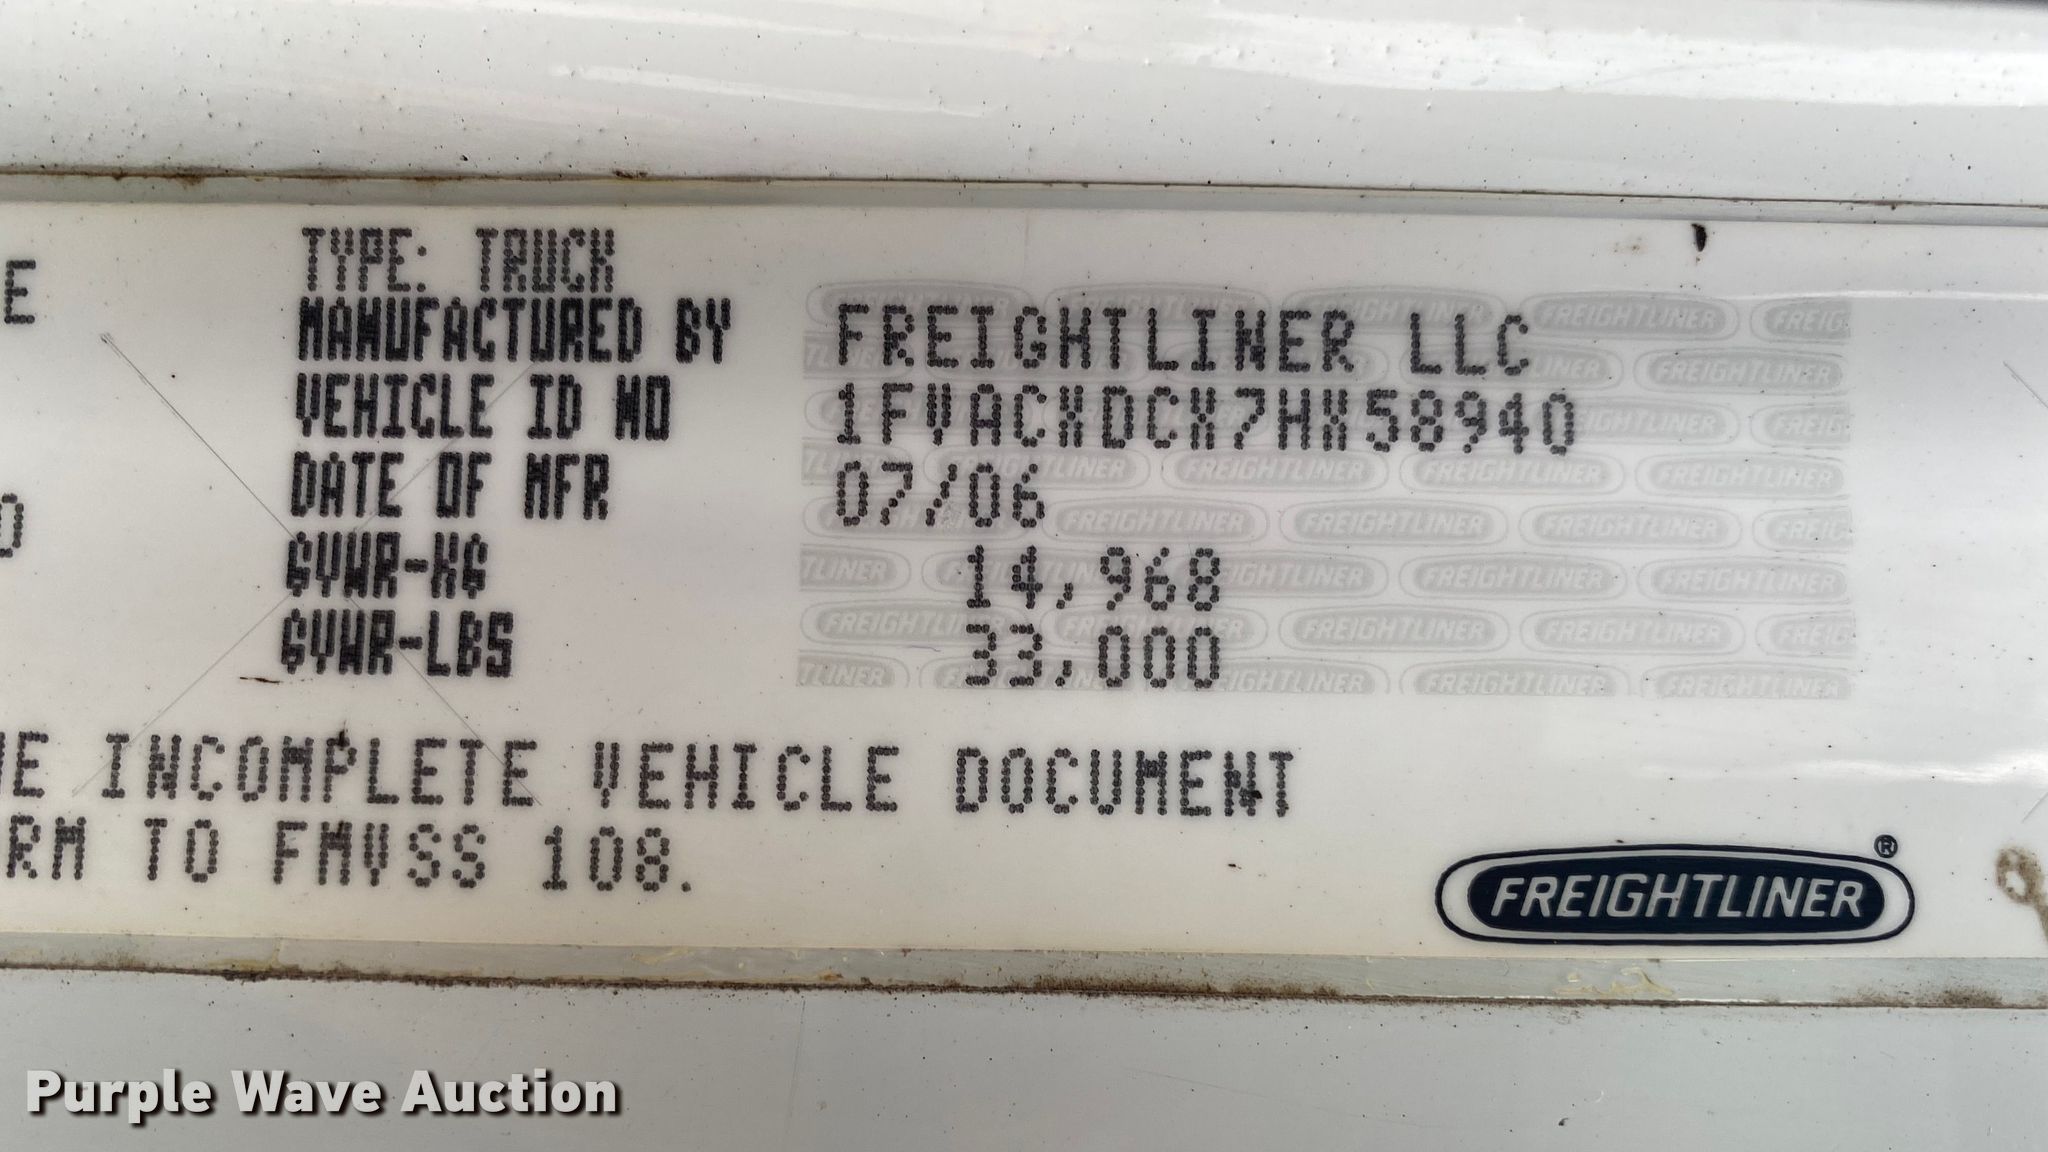 E
TYPE: TRUCK
MANUFACTURED BY FREIGHTLINER LLC
VEHICLE ID NO 1FVACXDCX7HX58940
DATE OF MFR 07/06
GVWR-KG 14,968
GVWR-LBS 33,000
E INCOMPLETE VEHICLE DOCUMENT
RM TO FMVSS 108.
FREIGHTLINER®
Purple Wave Auction